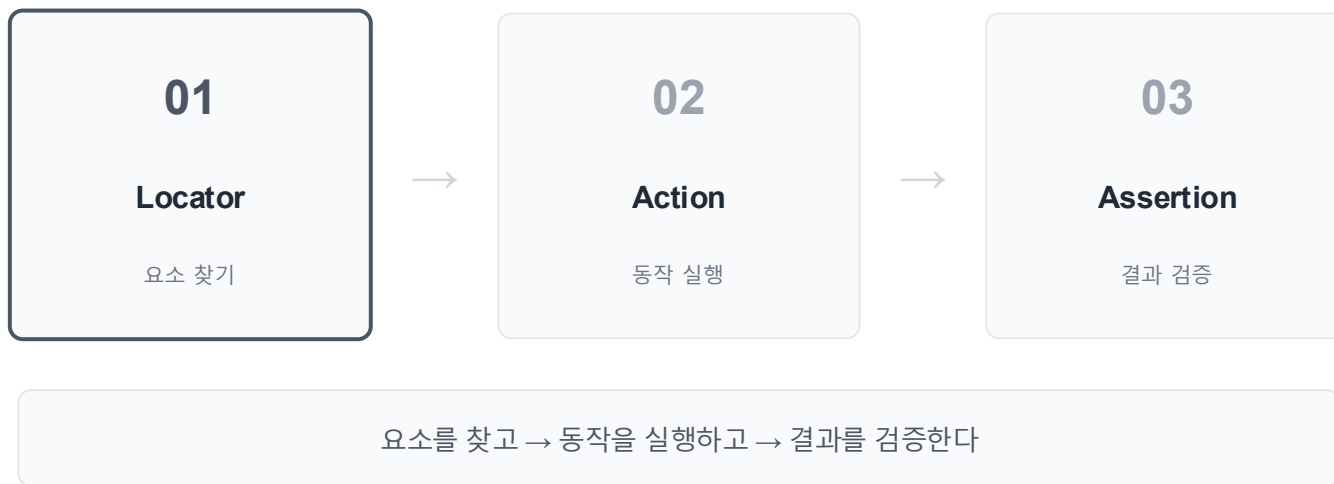 01
Locator
요소 찾기
→
02
Action
동작 실행
→
03
Assertion
결과 검증
요소를 찾고 → 동작을 실행하고 → 결과를 검증한다